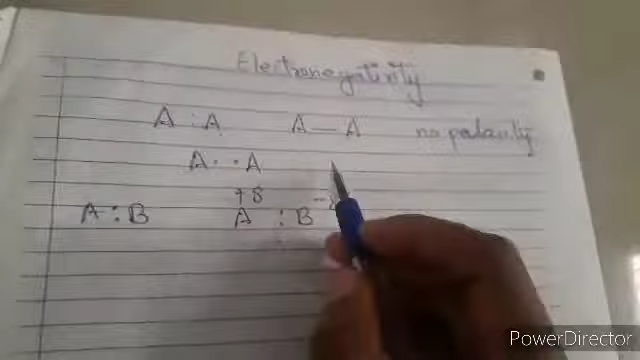 Electronegativity
A : A A — A no polarity
A · · A
+δ -
A : B A : B
PowerDirector